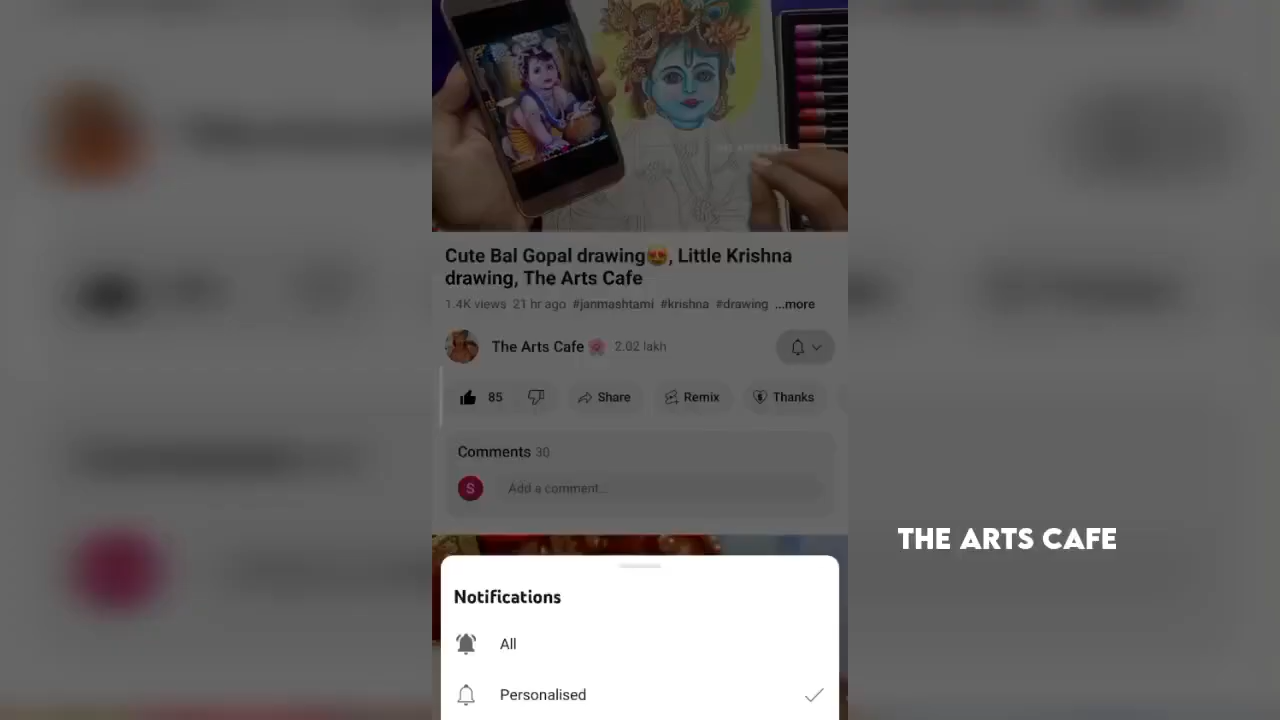 Cute Bal Gopal drawing😍, Little Krishna
drawing, The Arts Cafe
1.4K views 21 hr ago #janmashtami #krishna #drawing ...more
The Arts Cafe🌸 2.02 lakh
85 Share Remix Thanks
Comments 30
S Add a comment...
THE ARTS CAFE
Notifications
All
Personalised